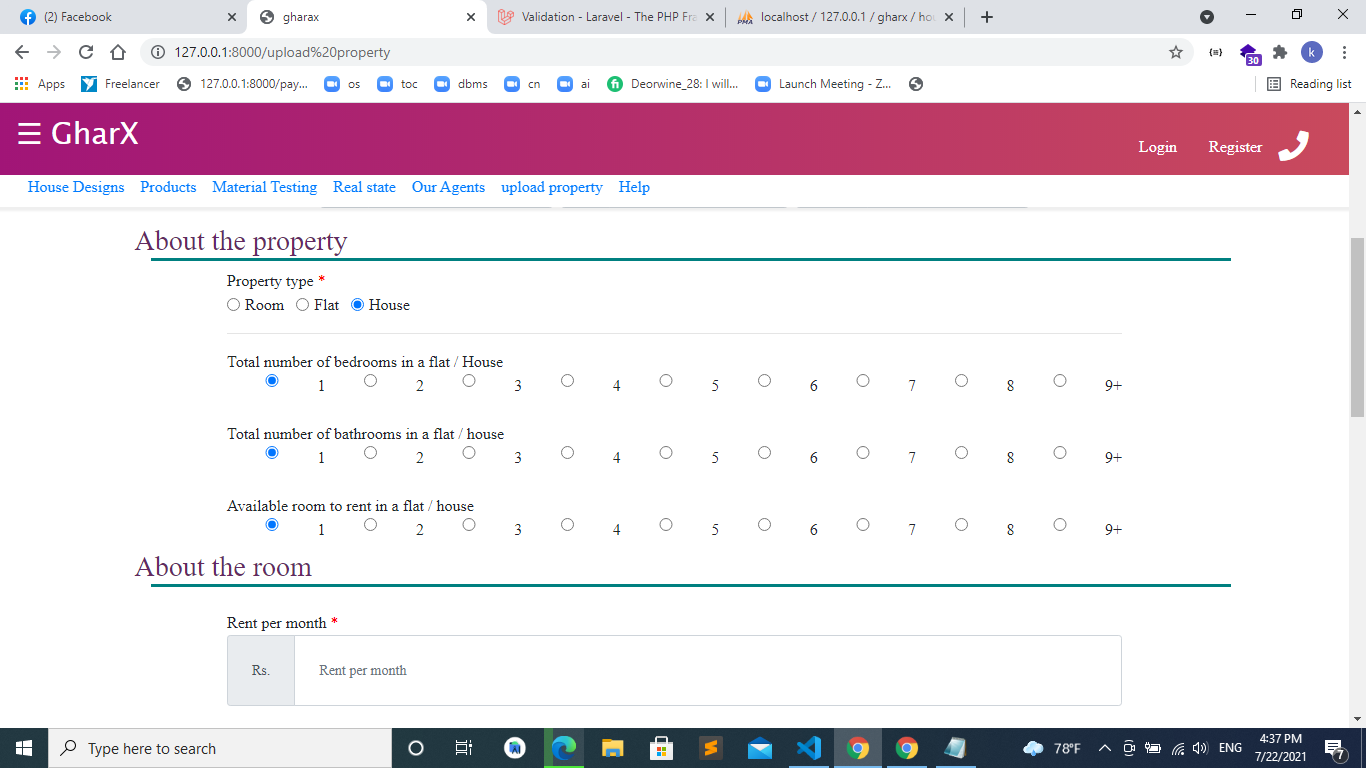 (2) Facebook
gharax
Validation - Laravel - The PHP Fra
localhost / 127.0.0.1 / gharx / hou
127.0.0.1:8000/upload%20property
30
k
Apps
Freelancer
127.0.0.1:8000/pay...
os
toc
dbms
cn
ai
Deorwine_28: I will...
Launch Meeting - Z...
Reading list
☰ GharX
Login
Register
House Designs
Products
Material Testing
Real state
Our Agents
upload property
Help
About the property
Property type *
Room Flat House
Total number of bedrooms in a flat / House
1 2 3 4 5 6 7 8 9+
Total number of bathrooms in a flat / house
1 2 3 4 5 6 7 8 9+
Available room to rent in a flat / house
1 2 3 4 5 6 7 8 9+
About the room
Rent per month *
Rs. Rent per month
Type here to search
78°F
ENG
4:37 PM
7/22/2021
7